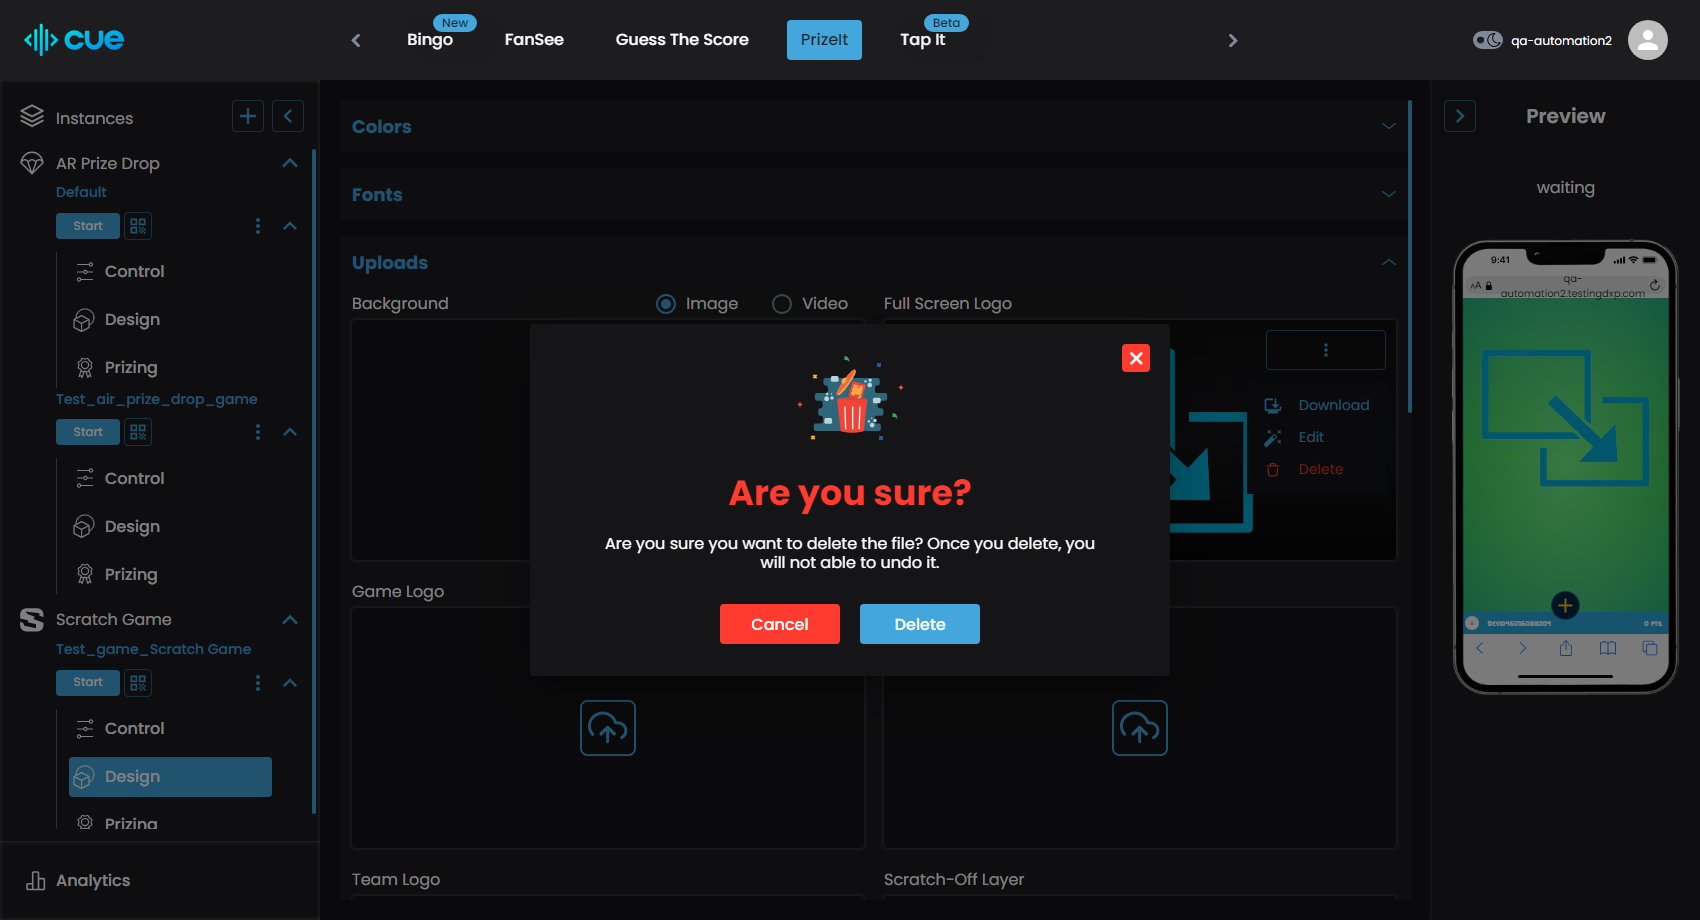 cue
Bingo
New
FanSee
Guess The Score
PrizeIt
Tap It
Beta
qa-automation2
Instances
AR Prize Drop
Default
Start
Control
Design
Prizing
Test_air_prize_drop_game
Start
Control
Design
Prizing
Scratch Game
Test_game_Scratch Game
Start
Control
Design
Prizing
Analytics
Colors
Fonts
Uploads
Background
Image
Video
Full Screen Logo
Download
Edit
Delete
Are you sure?
Are you sure you want to delete the file? Once you delete, you
will not able to undo it.
Cancel
Delete
Game Logo
Team Logo
Scratch-Off Layer
Preview
waiting
9:41
AA
qa-
automation2.testingdxp.com
0 PTS.